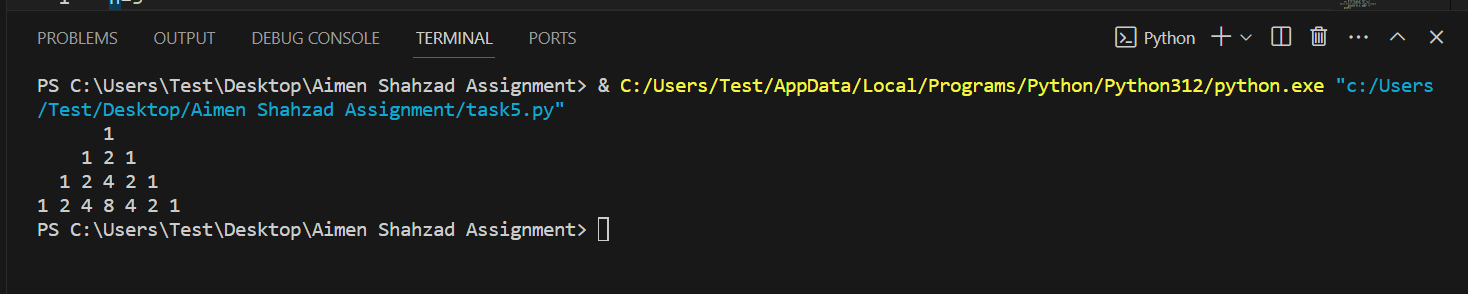 PROBLEMS OUTPUT DEBUG CONSOLE TERMINAL PORTS Python
PS C:\Users\Test\Desktop\Aimen Shahzad Assignment> & C:/Users/Test/AppData/Local/Programs/Python/Python312/python.exe "c:/Users
/Test/Desktop/Aimen Shahzad Assignment/task5.py"
      1
    1 2 1
  1 2 4 2 1
1 2 4 8 4 2 1
PS C:\Users\Test\Desktop\Aimen Shahzad Assignment>